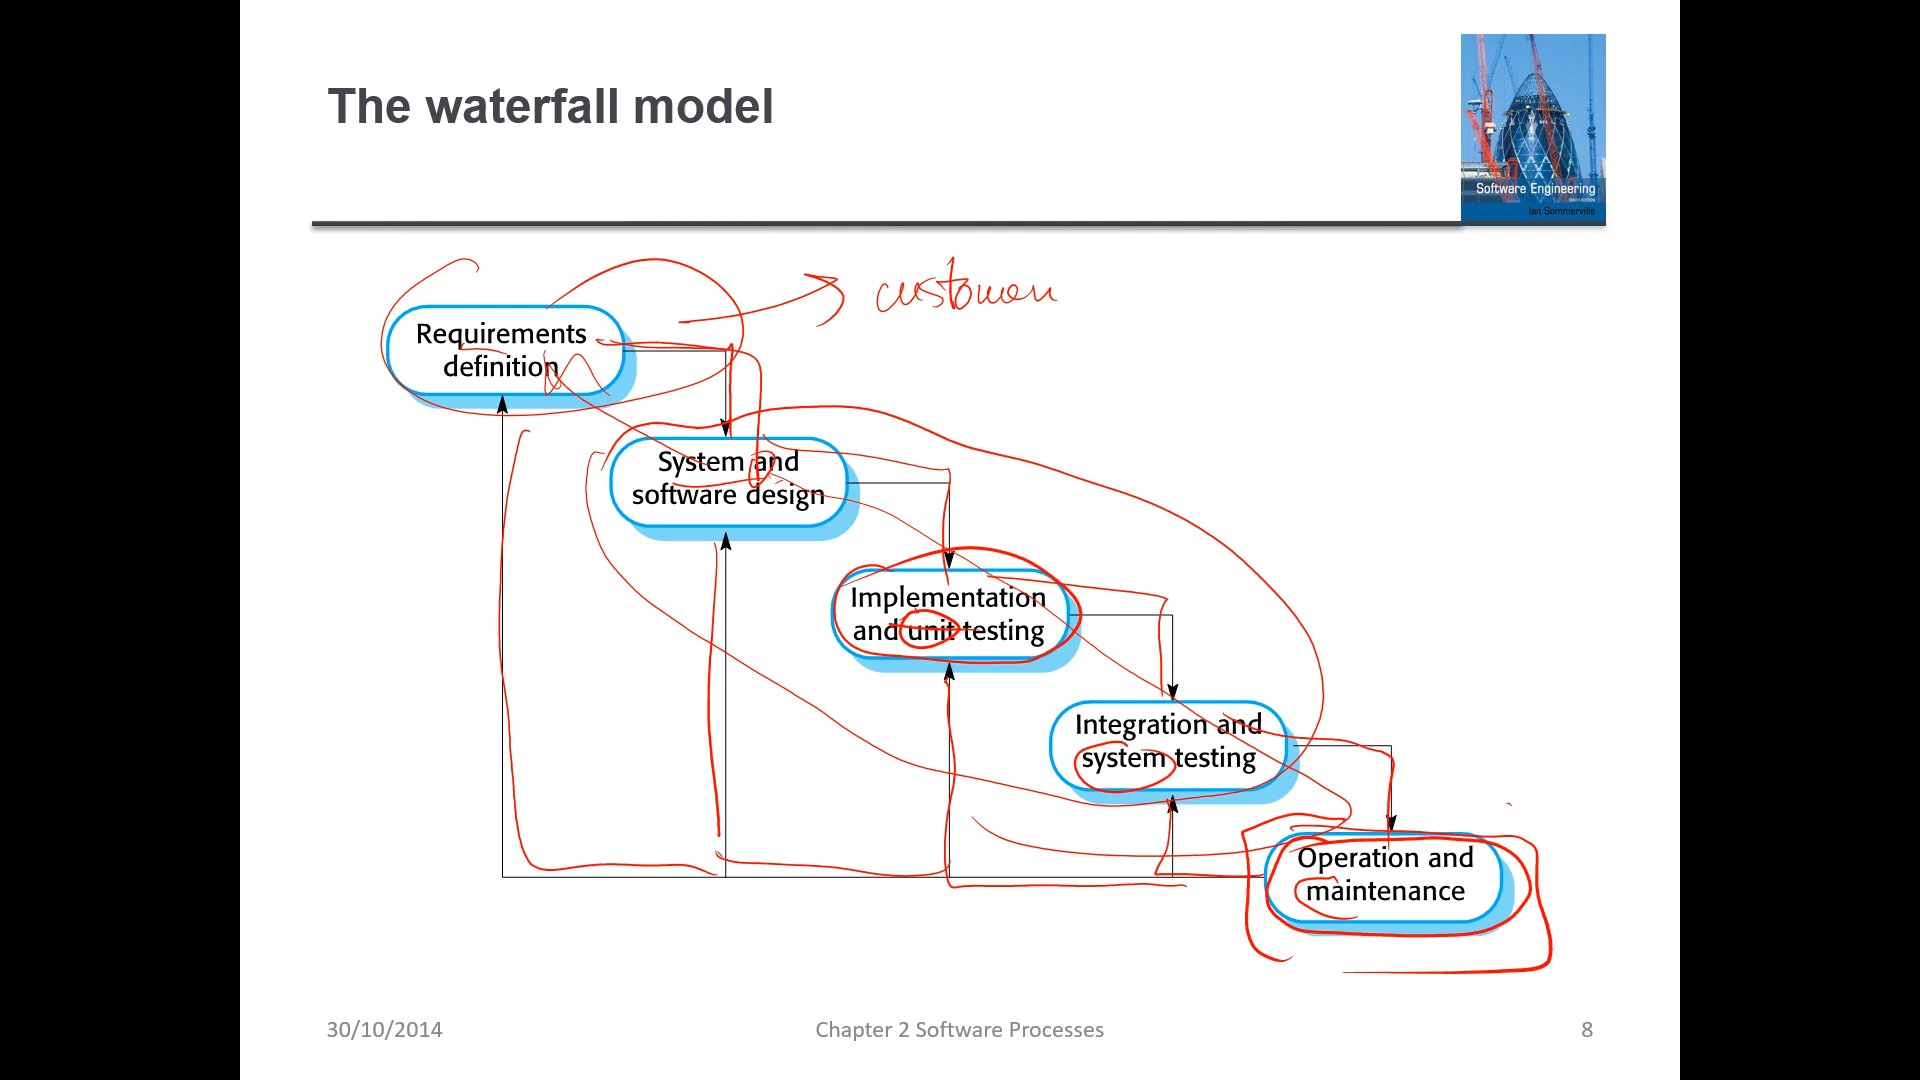 The waterfall model
Software Engineering
Ian Sommerville
customer
Requirements
definition
System and
software design
Implementation
and unit testing
Integration and
system testing
Operation and
maintenance
30/10/2014
Chapter 2 Software Processes
8